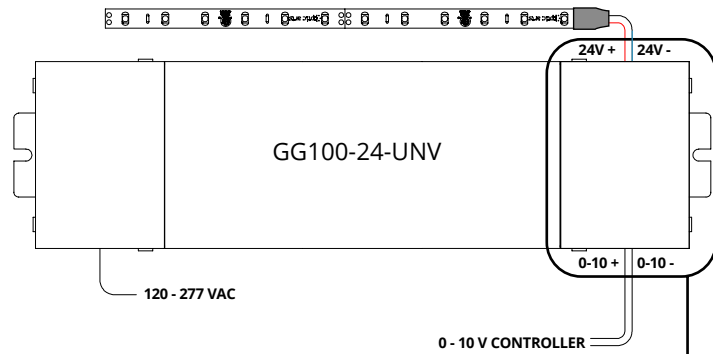 24V + 24V -
GG100-24-UNV
0-10 + 0-10 -
120 - 277 VAC
0 - 10 V CONTROLLER